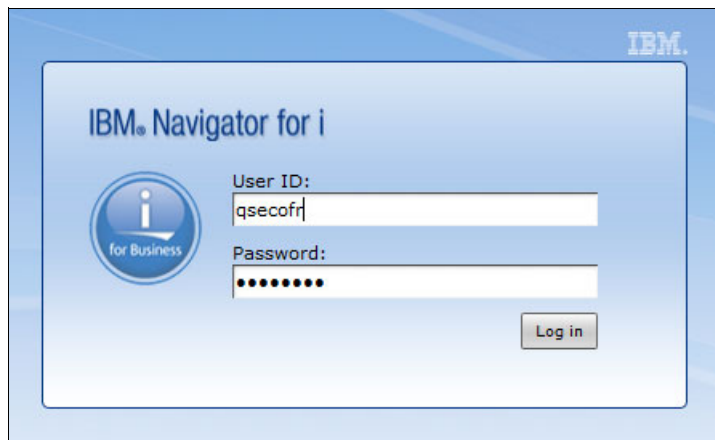 IBM.
IBM® Navigator for i
User ID:
qsecofr
i
for Business
Password:
••••••••
Log in